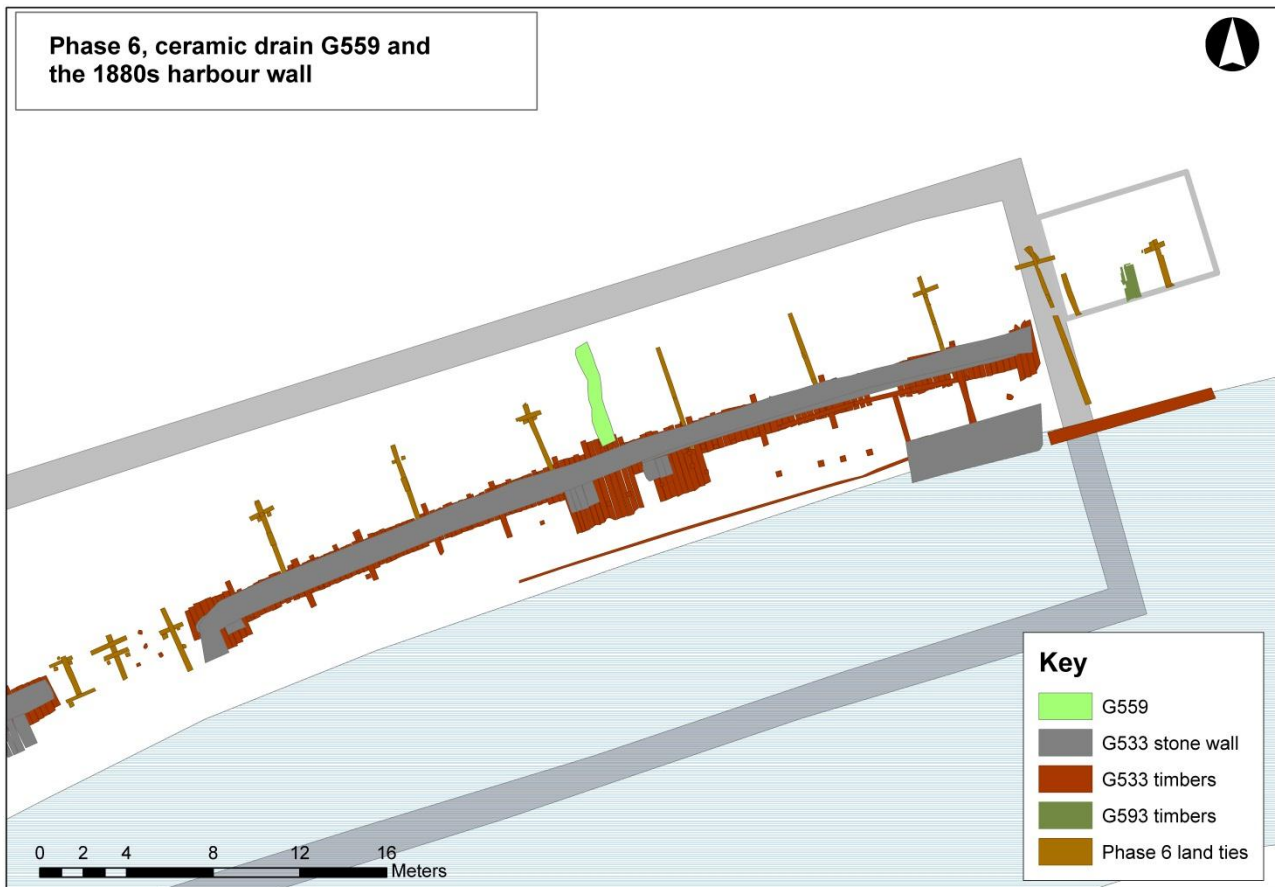 Phase 6, ceramic drain G559 and
the 1880s harbour wall
Key
G559
G533 stone wall
G533 timbers
G593 timbers
Phase 6 land ties
0 2 4 8 12 16
Meters